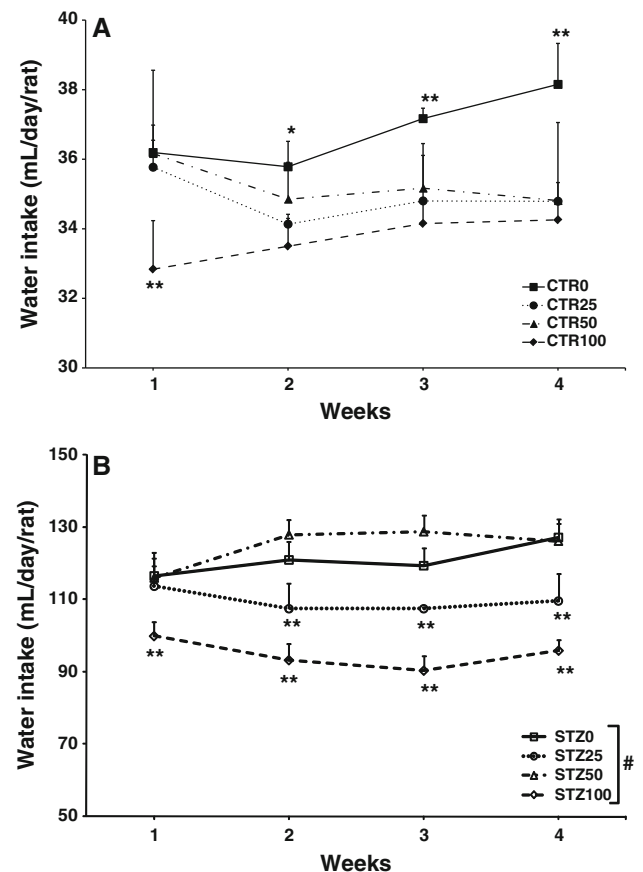 A
Water intake (mL/day/rat)
40
38
36
34
32
30
*
**
**
**
CTR0
CTR25
CTR50
CTR100
1 2 3 4
Weeks
B
Water intake (mL/day/rat)
150
130
110
90
70
50
** ** **
** ** ** **
STZ0
STZ25
STZ50
STZ100
#
1 2 3 4
Weeks